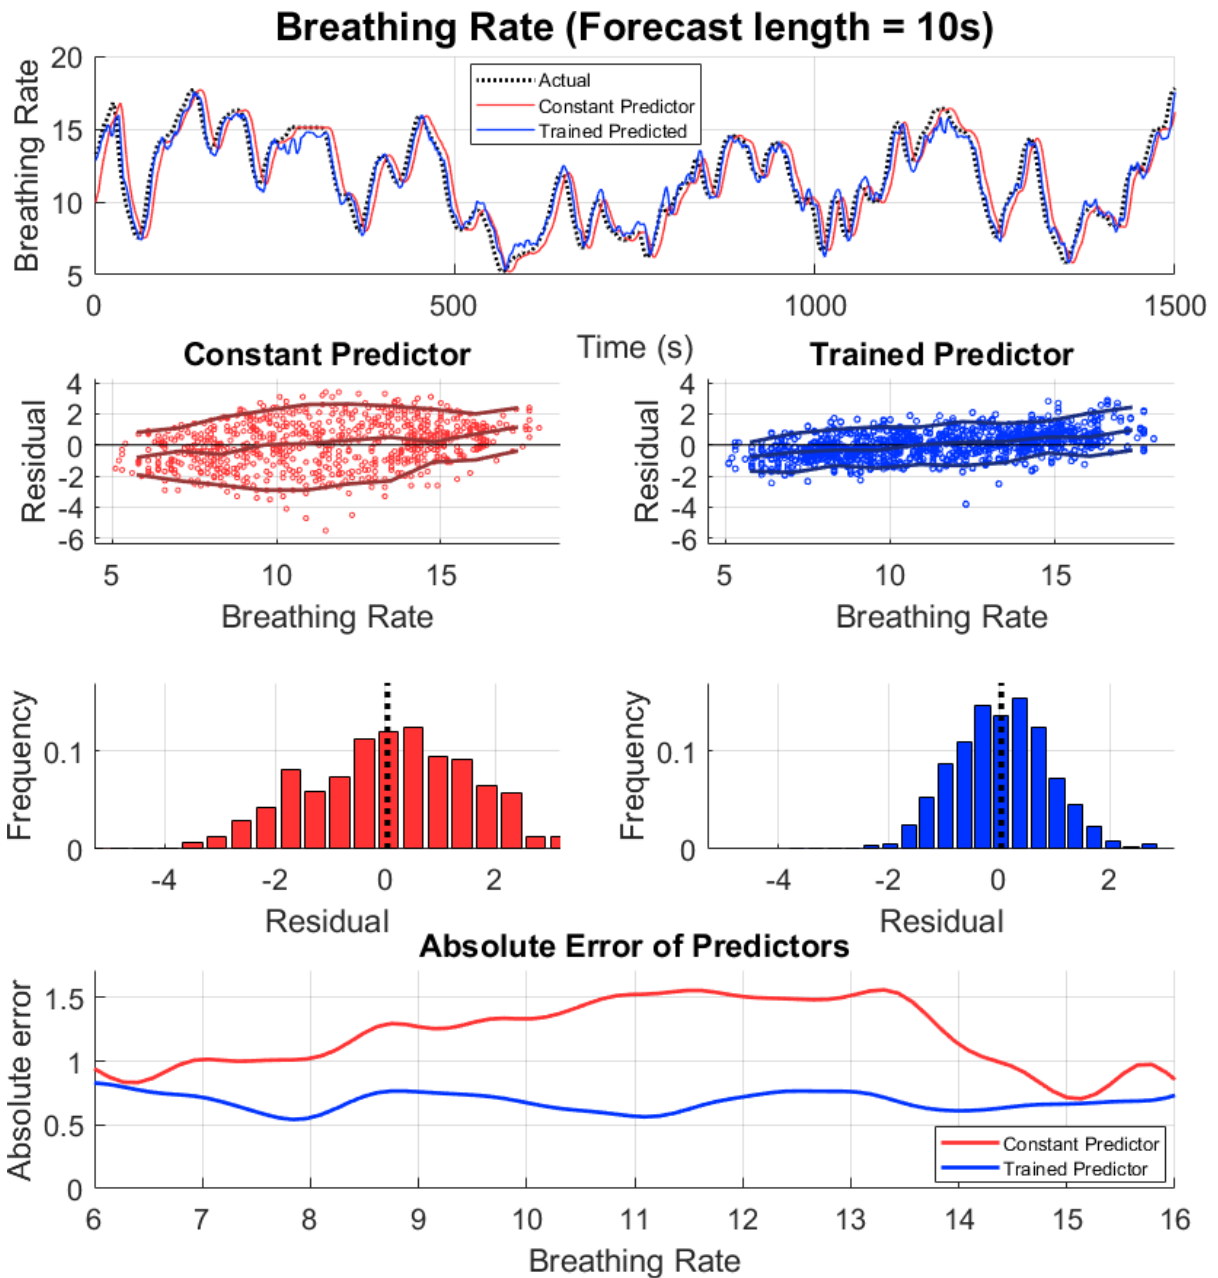 Breathing Rate (Forecast length = 10s)
Breathing Rate
20
15
10
5
Actual
Constant Predictor
Trained Predicted
0
500
1000
1500
Time (s)
Constant Predictor
Residual
4
2
0
-2
-4
-6
5
10
15
Breathing Rate
Trained Predictor
Residual
4
2
0
-2
-4
-6
5
10
15
Breathing Rate
Frequency
0.1
0
-4
-2
0
2
Residual
Frequency
0.1
0
-4
-2
0
2
Residual
Absolute Error of Predictors
Absolute error
1.5
1
0.5
0
Constant Predictor
Trained Predictor
6
7
8
9
10
11
12
13
14
15
16
Breathing Rate